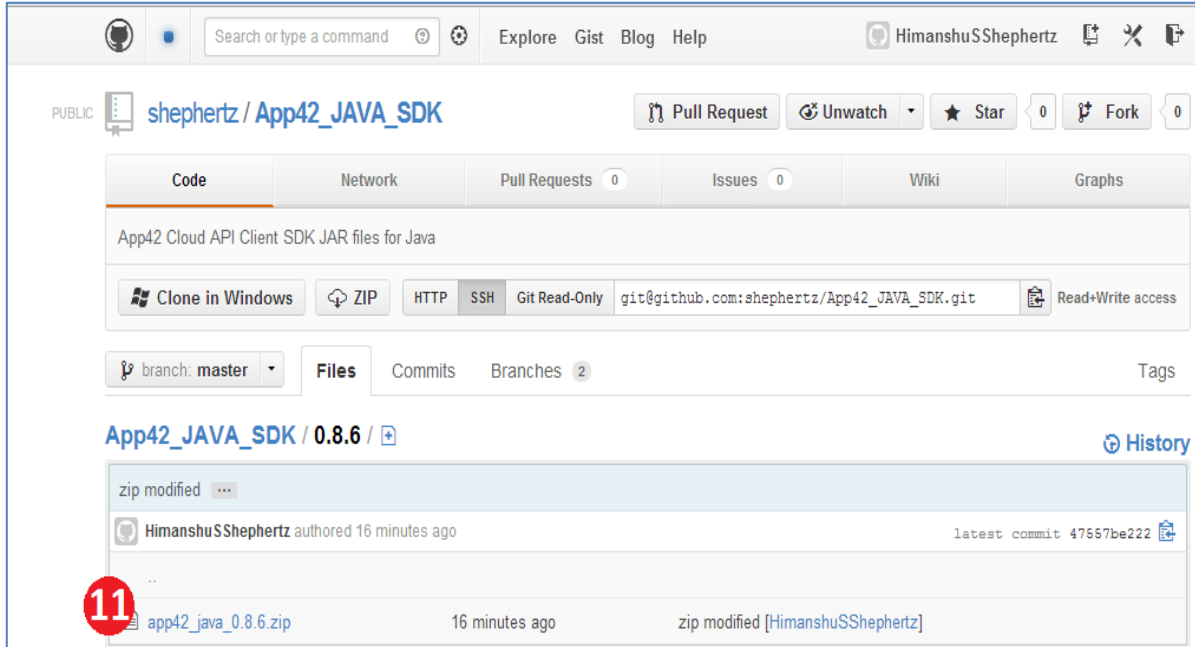 Search or type a command Explore Gist Blog Help HimanshuSShephertz
PUBLIC shephertz / App42_JAVA_SDK Pull Request Unwatch Star 0 Fork 0
Code Network Pull Requests 0 Issues 0 Wiki Graphs
App42 Cloud API Client SDK JAR files for Java
Clone in Windows ZIP HTTP SSH Git Read-Only git@github.com:shephertz/App42_JAVA_SDK.git Read+Write access
branch: master Files Commits Branches 2 Tags
App42_JAVA_SDK / 0.8.6 / History
zip modified ...
HimanshuSShephertz authored 16 minutes ago latest commit 47557be222
..
11 app42_java_0.8.6.zip 16 minutes ago zip modified [HimanshuSShephertz]